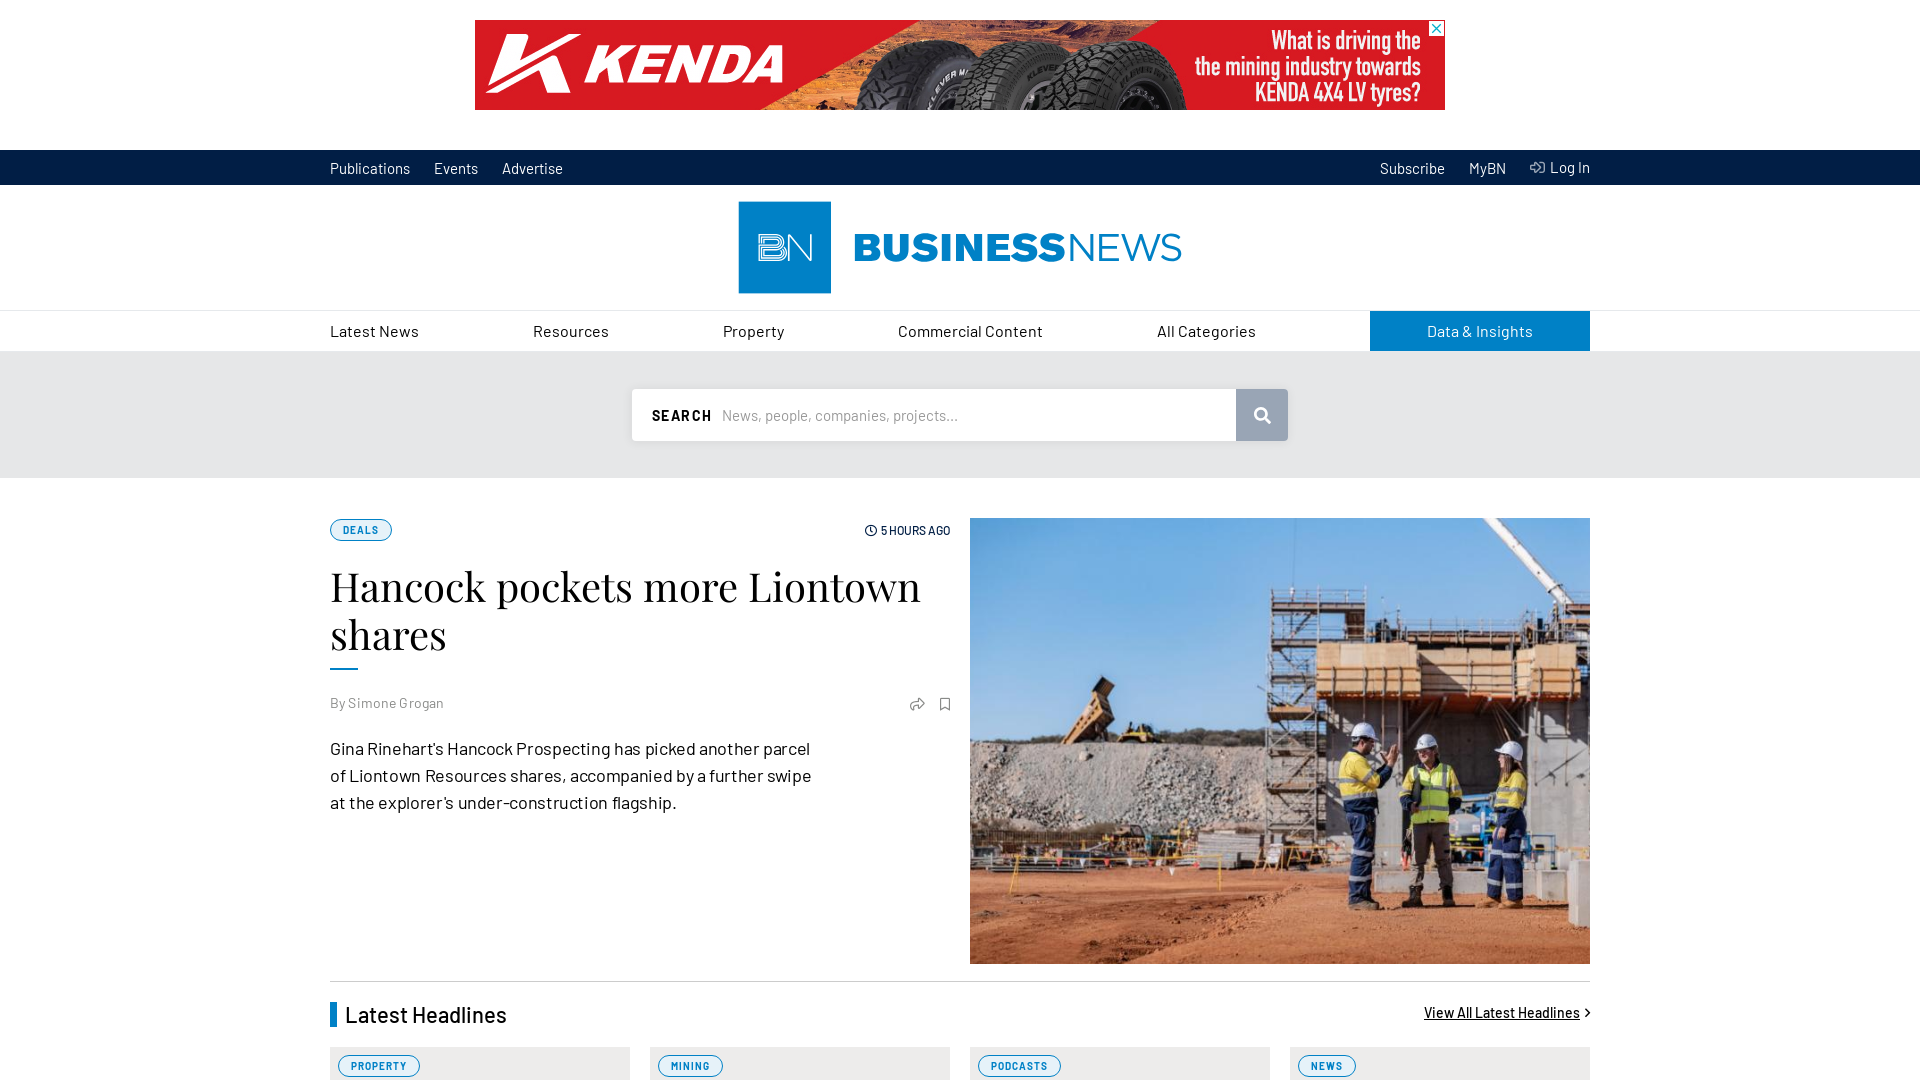 KENDA
What is driving the
the mining industry towards
KENDA 4X4 LV tyres?
Publications Events Advertise Subscribe MyBN Log In
BN BUSINESSNEWS
Latest News Resources Property Commercial Content All Categories Data & Insights
SEARCH News, people, companies, projects...
DEALS 5 HOURS AGO
Hancock pockets more Liontown
shares
By Simone Grogan
Gina Rinehart's Hancock Prospecting has picked another parcel
of Liontown Resources shares, accompanied by a further swipe
at the explorer's under-construction flagship.
Latest Headlines View All Latest Headlines
PROPERTY MINING PODCASTS NEWS